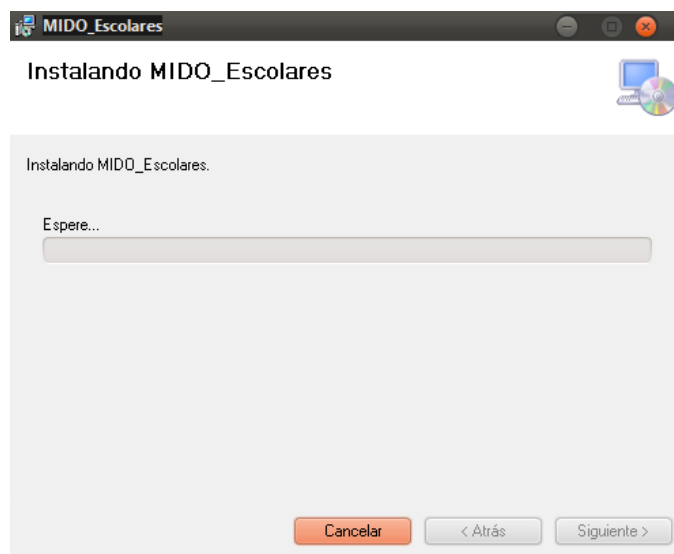 MIDO_Escolares
Instalando MIDO_Escolares
Instalando MIDO_Escolares.
Espere...
Cancelar
< Atrás
Siguiente >